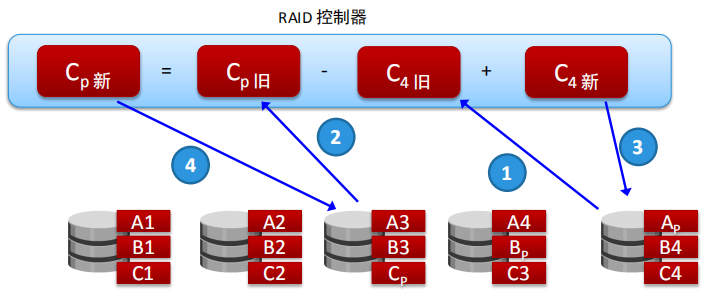 RAID 控制器
Cp 新 = Cp 旧 - C4 旧 + C4 新
4 2 1 3
A1 A2 A3 A4 AP
B1 B2 B3 BP B4
C1 C2 CP C3 C4